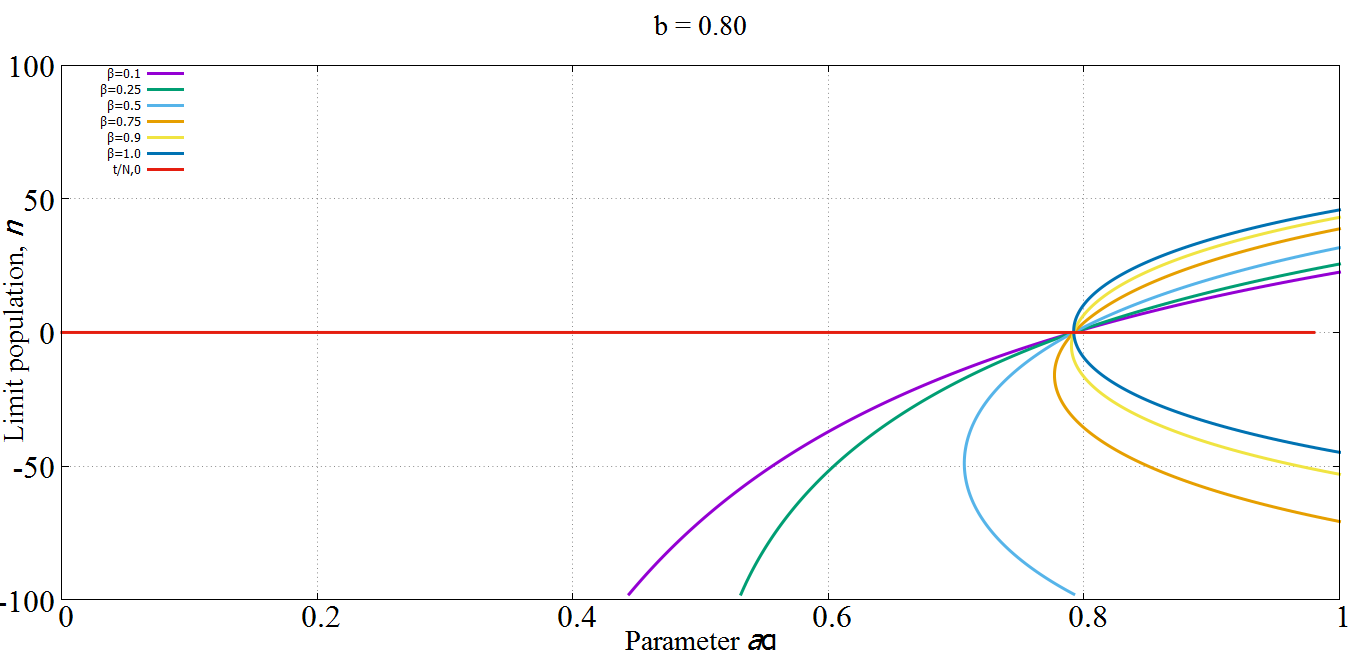 b = 0.80
100
50
0
-50
-100
Limit population, n
β=0.1
β=0.25
β=0.5
β=0.75
β=0.9
β=1.0
t/N,0
0
0.2
0.4
0.6
0.8
1
Parameter aq